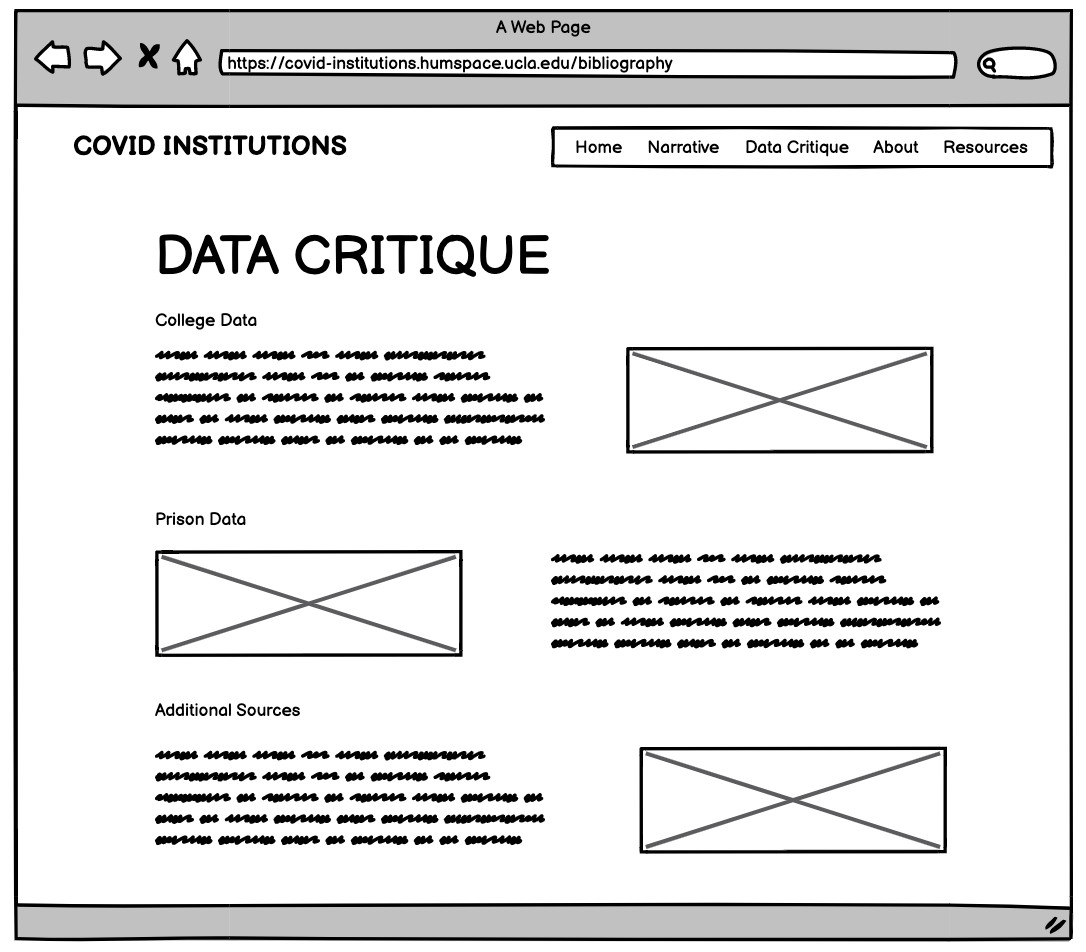 A Web Page
https://covid-institutions.humspace.ucla.edu/bibliography
COVID INSTITUTIONS
Home Narrative Data Critique About Resources
DATA CRITIQUE
College Data
Prison Data
Additional Sources